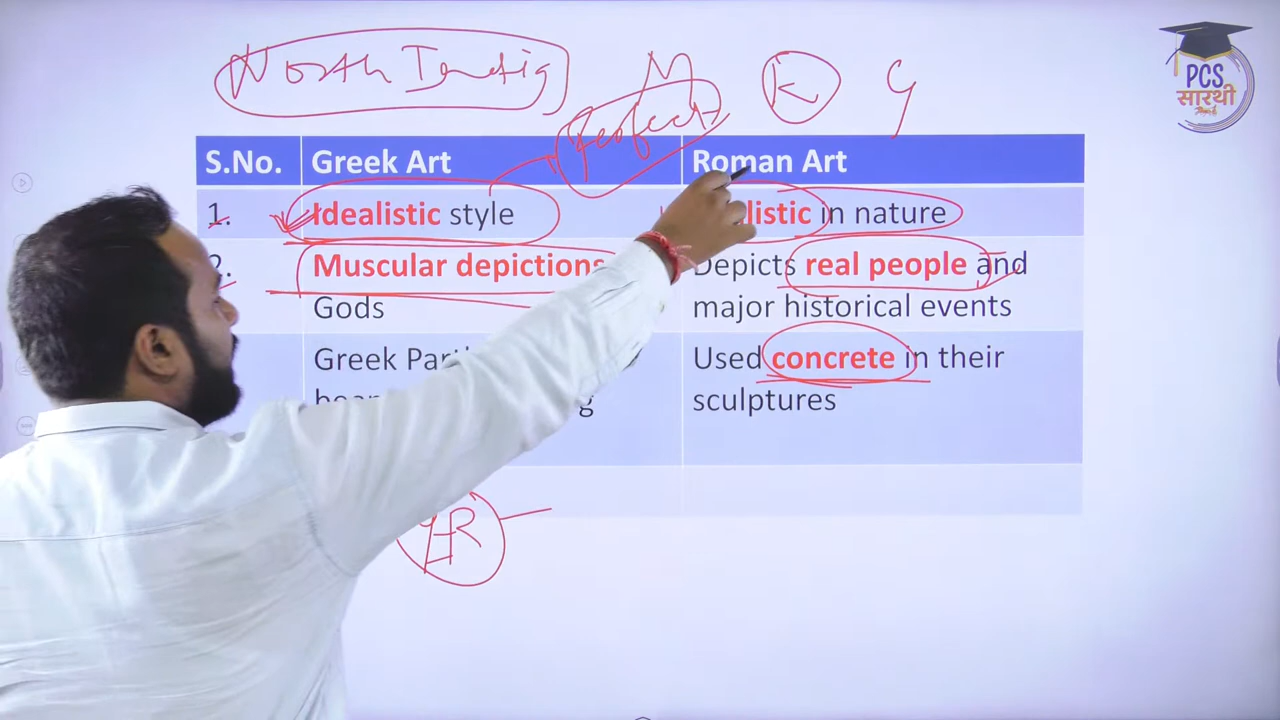 North India
M
K
G
Perfect
PCS
सारथी
S.No. Greek Art Roman Art
1. Idealistic style listic in nature
2. Muscular depictions Depicts real people and
Gods major historical events
Greek Used concrete in their
sculptures